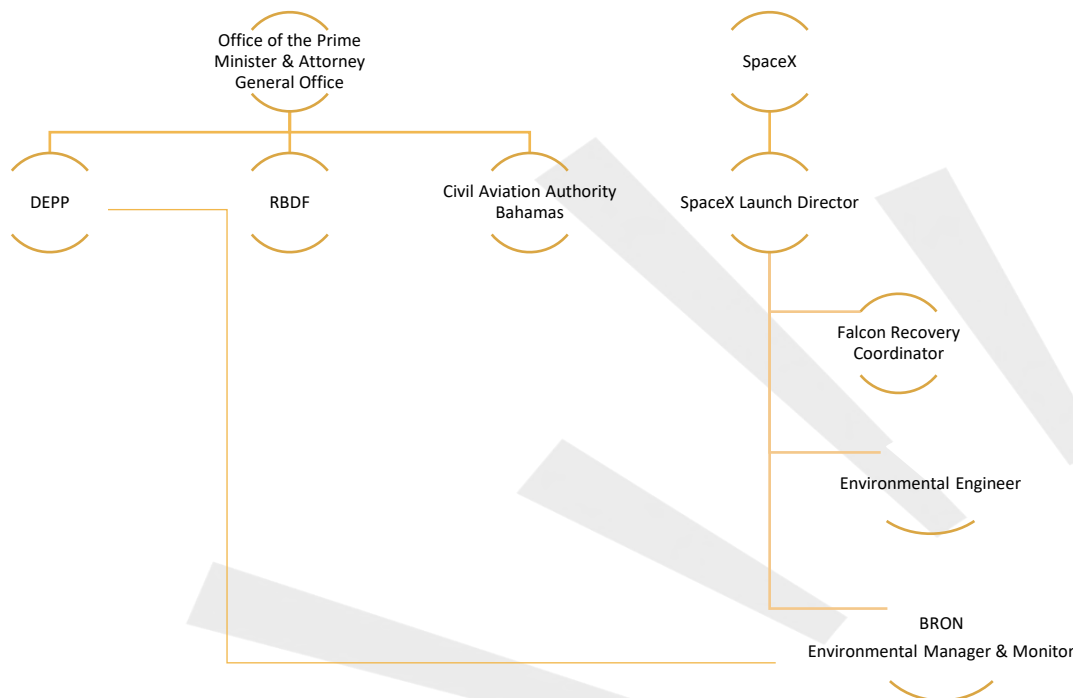 Office of the Prime
Minister & Attorney
General Office
SpaceX
DEPP
RBDF
Civil Aviation Authority
Bahamas
SpaceX Launch Director
Falcon Recovery
Coordinator
Environmental Engineer
BRON
Environmental Manager & Monitor